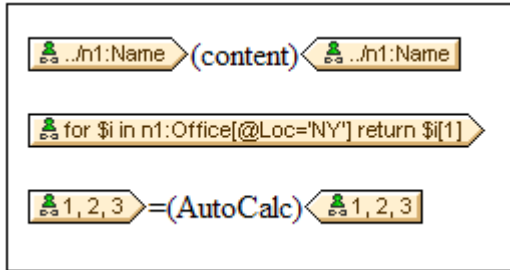 ../n1:Name (content) ../n1:Name
for $i in n1:Office[@Loc='NY'] return $i[1]
1, 2, 3 =(AutoCalc) 1, 2, 3